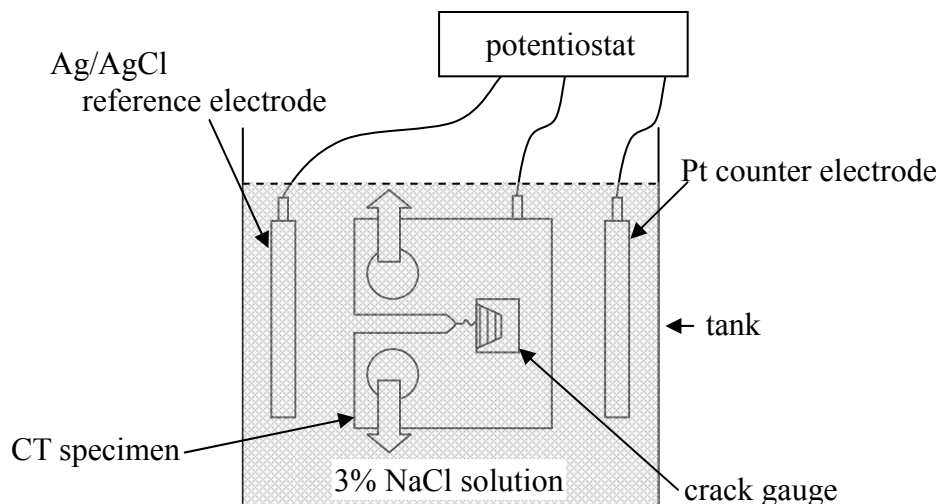 potentiostat
Ag/AgCl
reference electrode
Pt counter electrode
tank
CT specimen
3% NaCl solution
crack gauge